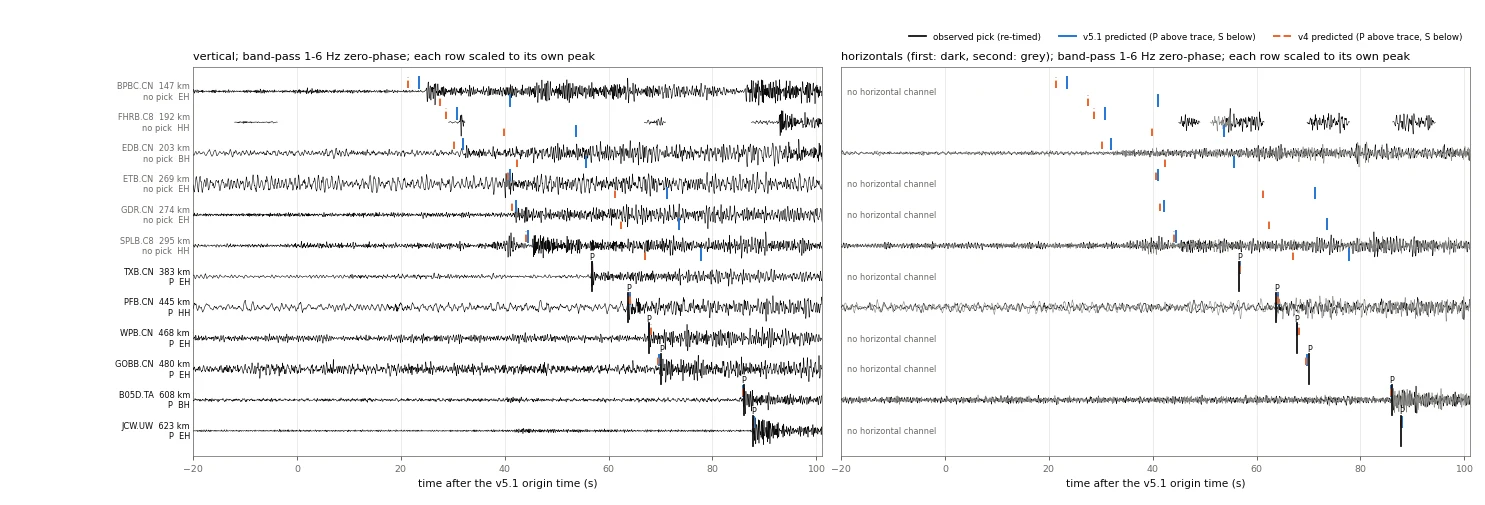 observed pick (re-timed)
v5.1 predicted (P above trace, S below)
v4 predicted (P above trace, S below)
vertical; band-pass 1-6 Hz zero-phase; each row scaled to its own peak
horizontals (first: dark, second: grey); band-pass 1-6 Hz zero-phase; each row scaled to its own peak
BPBC.CN 147 km
no pick EH
no horizontal channel
FHRB.C8 192 km
no pick HH
EDB.CN 203 km
no pick BH
ETB.CN 269 km
no pick EH
no horizontal channel
GDR.CN 274 km
no pick EH
no horizontal channel
SPLB.C8 295 km
no pick HH
P
P
TXB.CN 383 km
P EH
no horizontal channel
P
P
PFB.CN 445 km
P HH
P
P
WPB.CN 468 km
P EH
no horizontal channel
P
P
GOBB.CN 480 km
P EH
no horizontal channel
P
P
B05D.TA 608 km
P BH
P
P
JCW.UW 623 km
P EH
no horizontal channel
−20 0 20 40 60 80 100
−20 0 20 40 60 80 100
time after the v5.1 origin time (s)
time after the v5.1 origin time (s)